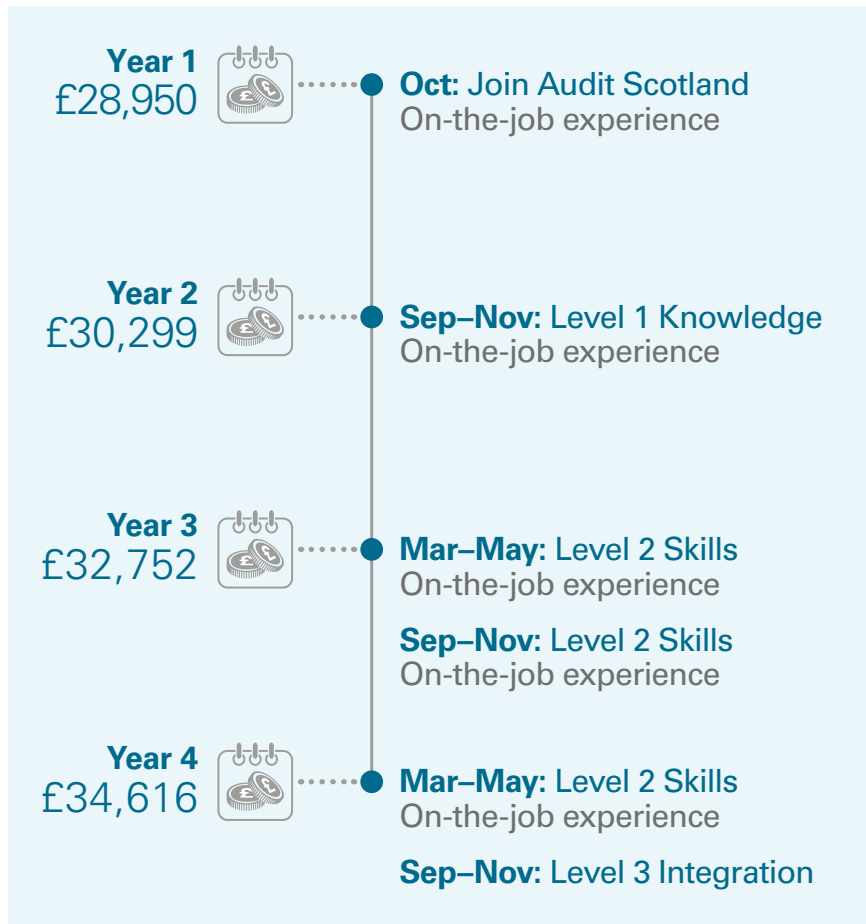 Year 1
£28,950
Oct: Join Audit Scotland
On-the-job experience
Year 2
£30,299
Sep–Nov: Level 1 Knowledge
On-the-job experience
Year 3
£32,752
Mar–May: Level 2 Skills
On-the-job experience
Sep–Nov: Level 2 Skills
On-the-job experience
Year 4
£34,616
Mar–May: Level 2 Skills
On-the-job experience
Sep–Nov: Level 3 Integration